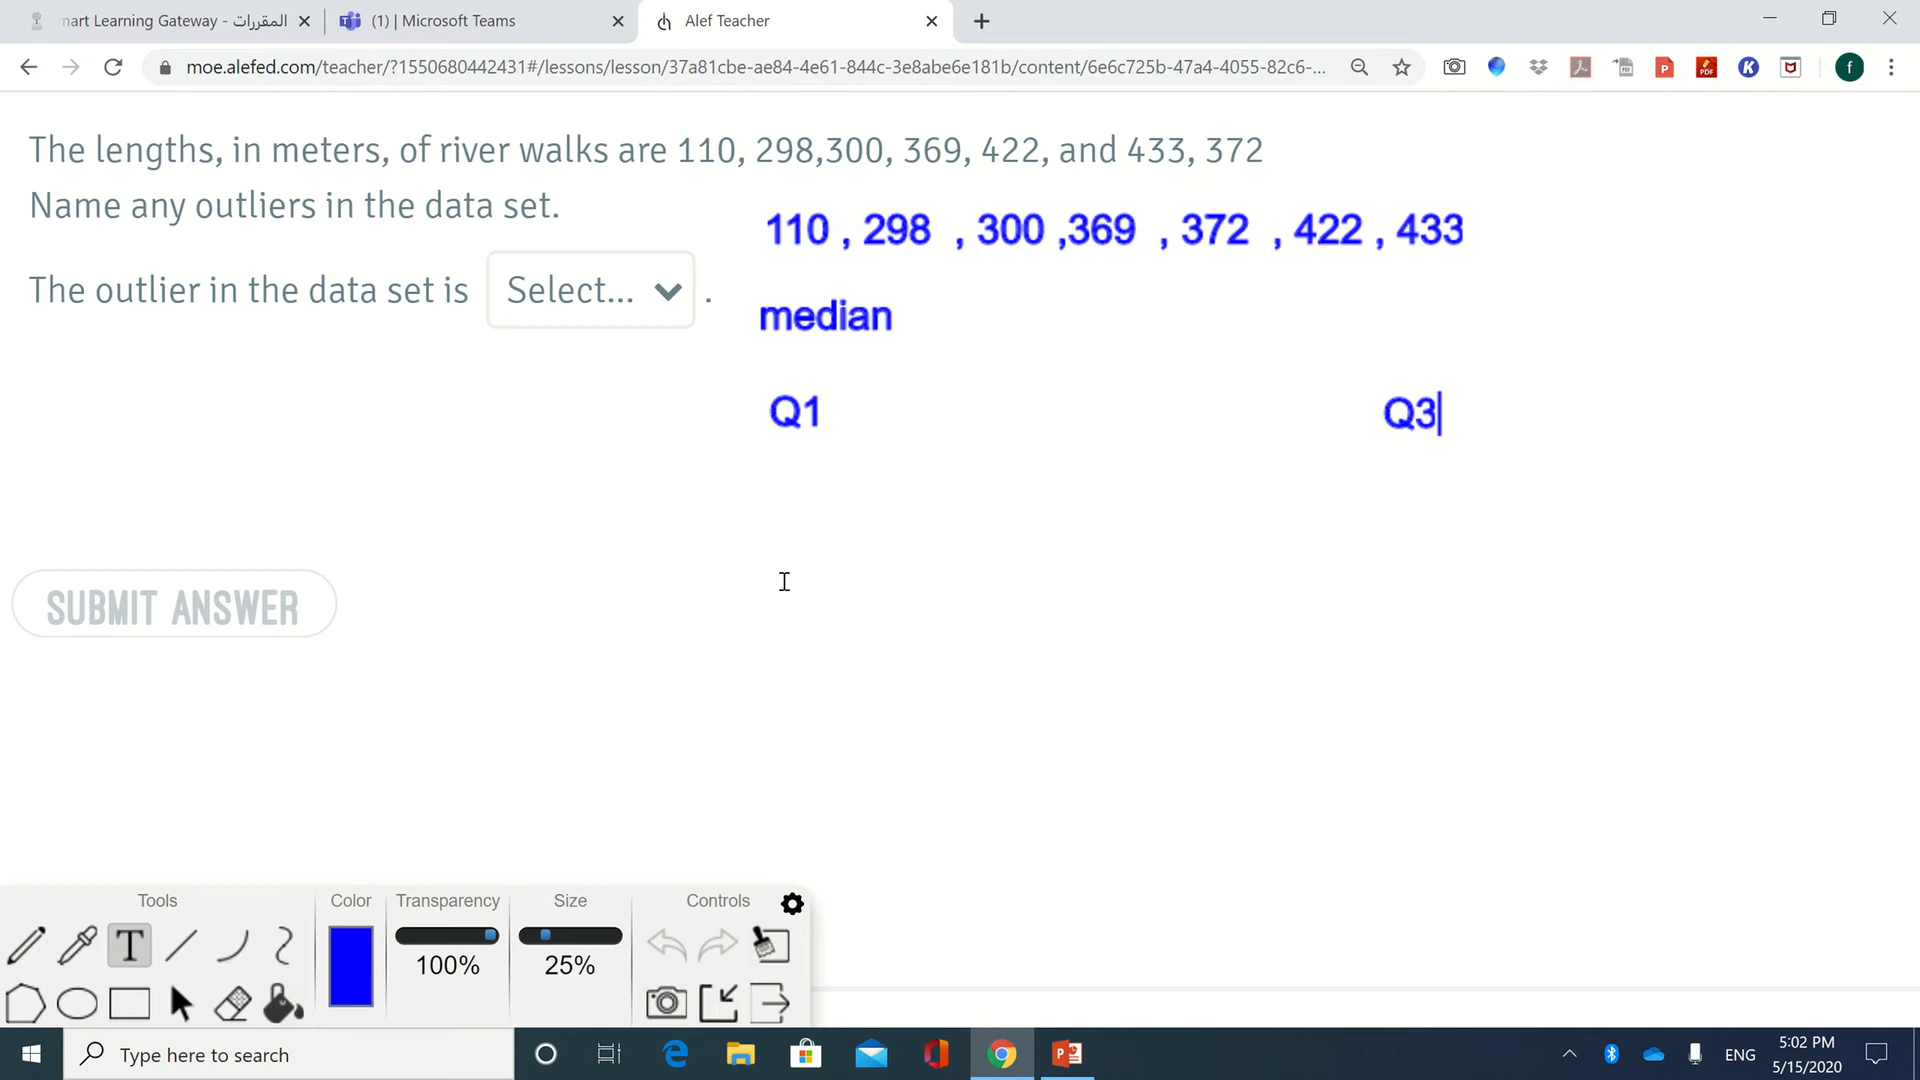 mart Learning Gateway - المقررات
(1) | Microsoft Teams
Alef Teacher
moe.alefed.com/teacher/?1550680442431#/lessons/lesson/37a81cbe-ae84-4e61-844c-3e8abe6e181b/content/6e6c725b-47a4-4055-82c6-...
The lengths, in meters, of river walks are 110, 298,300, 369, 422, and 433, 372
Name any outliers in the data set.
110 , 298 , 300 ,369 , 372 , 422 , 433
The outlier in the data set is Select... .
median
Q1 Q3
SUBMIT ANSWER
Tools Color Transparency Size Controls
T
100% 25%
Type here to search
ENG
5:02 PM
5/15/2020